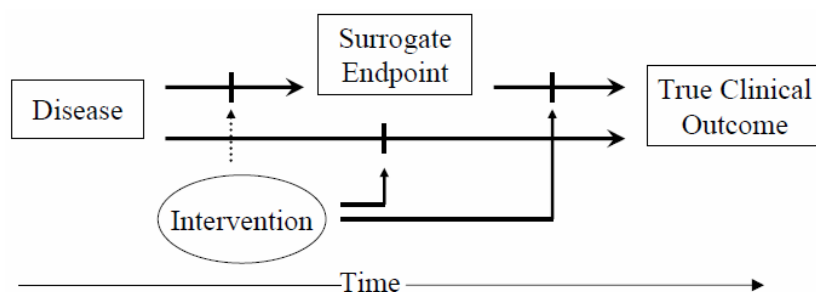 Surrogate
Endpoint
Disease
True Clinical
Outcome
Intervention
Time